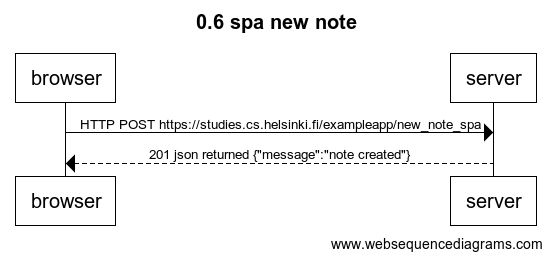 0.6 spa new note
browser
server
HTTP POST https://studies.cs.helsinki.fi/exampleapp/new_note_spa
201 json returned {"message":"note created"}
browser
server
www.websequencediagrams.com